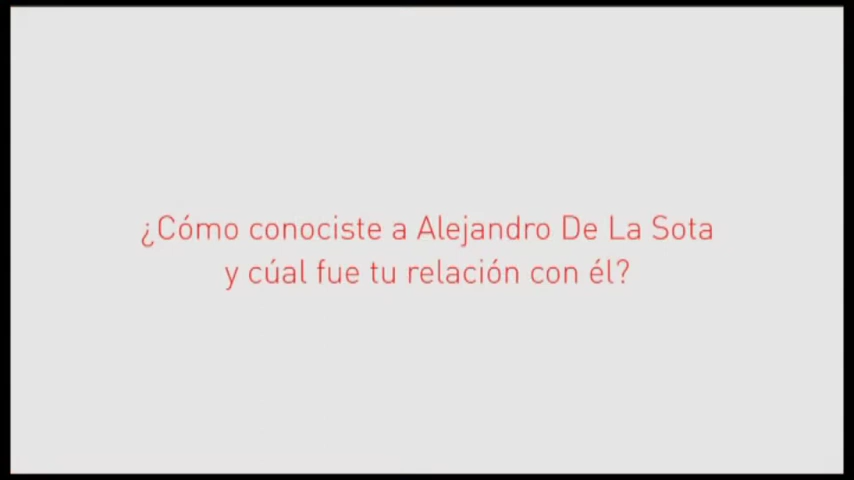 ¿Cómo conociste a Alejandro De La Sota
y cúal fue tu relación con él?